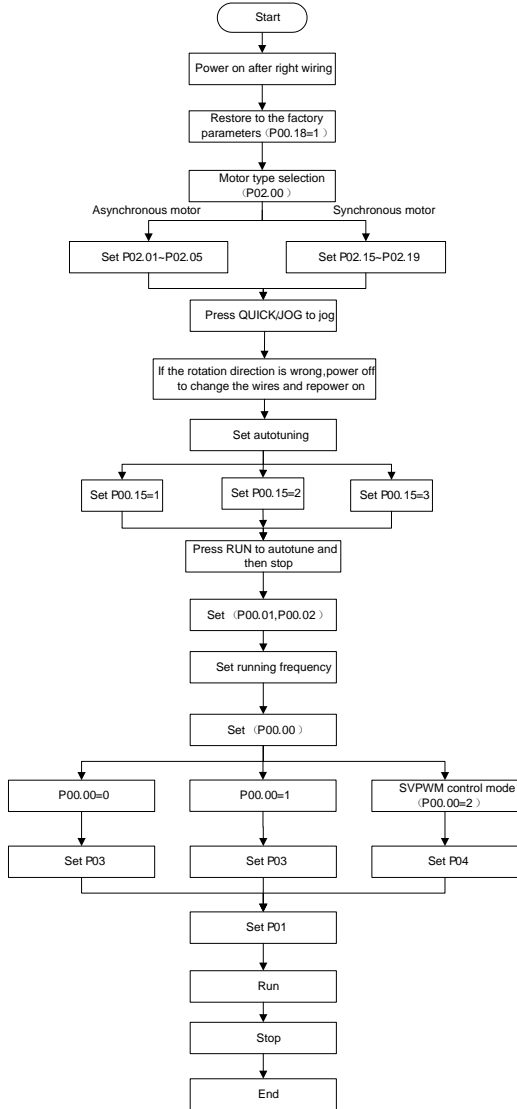 Start
Power on after right wiring
Restore to the factory
parameters（P00.18=1）
Motor type selection
（P02.00）
Asynchronous motor
Synchronous motor
Set P02.01~P02.05
Set P02.15~P02.19
Press QUICK/JOG to jog
If the rotation direction is wrong,power off
to change the wires and repower on
Set autotuning
Set P00.15=1
Set P00.15=2
Set P00.15=3
Press RUN to autotune and
then stop
Set （P00.01,P00.02）
Set running frequency
Set （P00.00）
P00.00=0
P00.00=1
SVPWM control mode
（P00.00=2）
Set P03
Set P03
Set P04
Set P01
Run
Stop
End